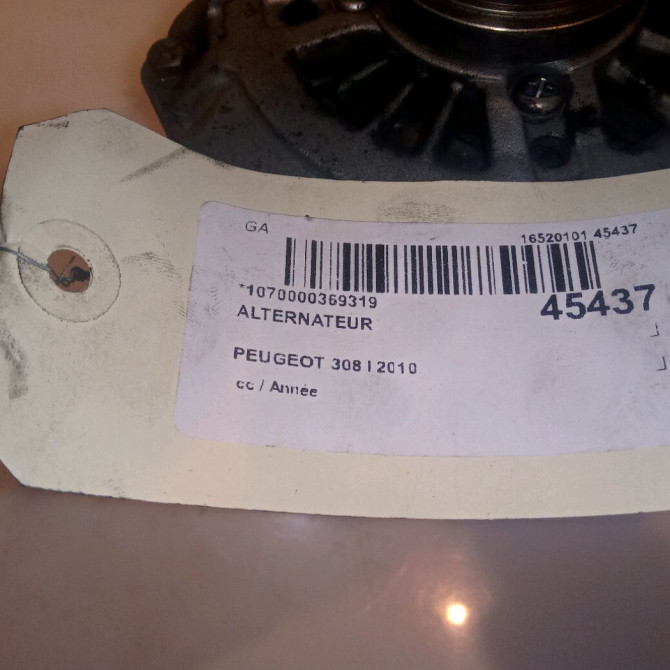 GA
16520101 45437
*1070000369319
45437
ALTERNATEUR
PEUGEOT 308 I 2010
cc / Année